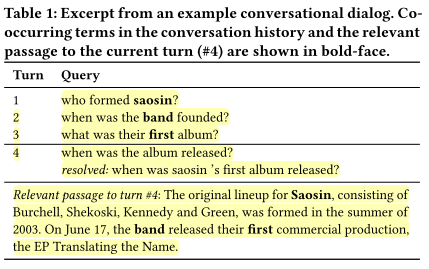 Table 1: Excerpt from an example conversational dialog. Co-
occurring terms in the conversation history and the relevant
passage to the current turn (#4) are shown in bold-face.
Turn Query
1 who formed saosin?
2 when was the band founded?
3 what was their first album?
4 when was the album released?
resolved: when was saosin 's first album released?
Relevant passage to turn #4: The original lineup for Saosin, consisting of
Burchell, Shekoski, Kennedy and Green, was formed in the summer of
2003. On June 17, the band released their first commercial production,
the EP Translating the Name.